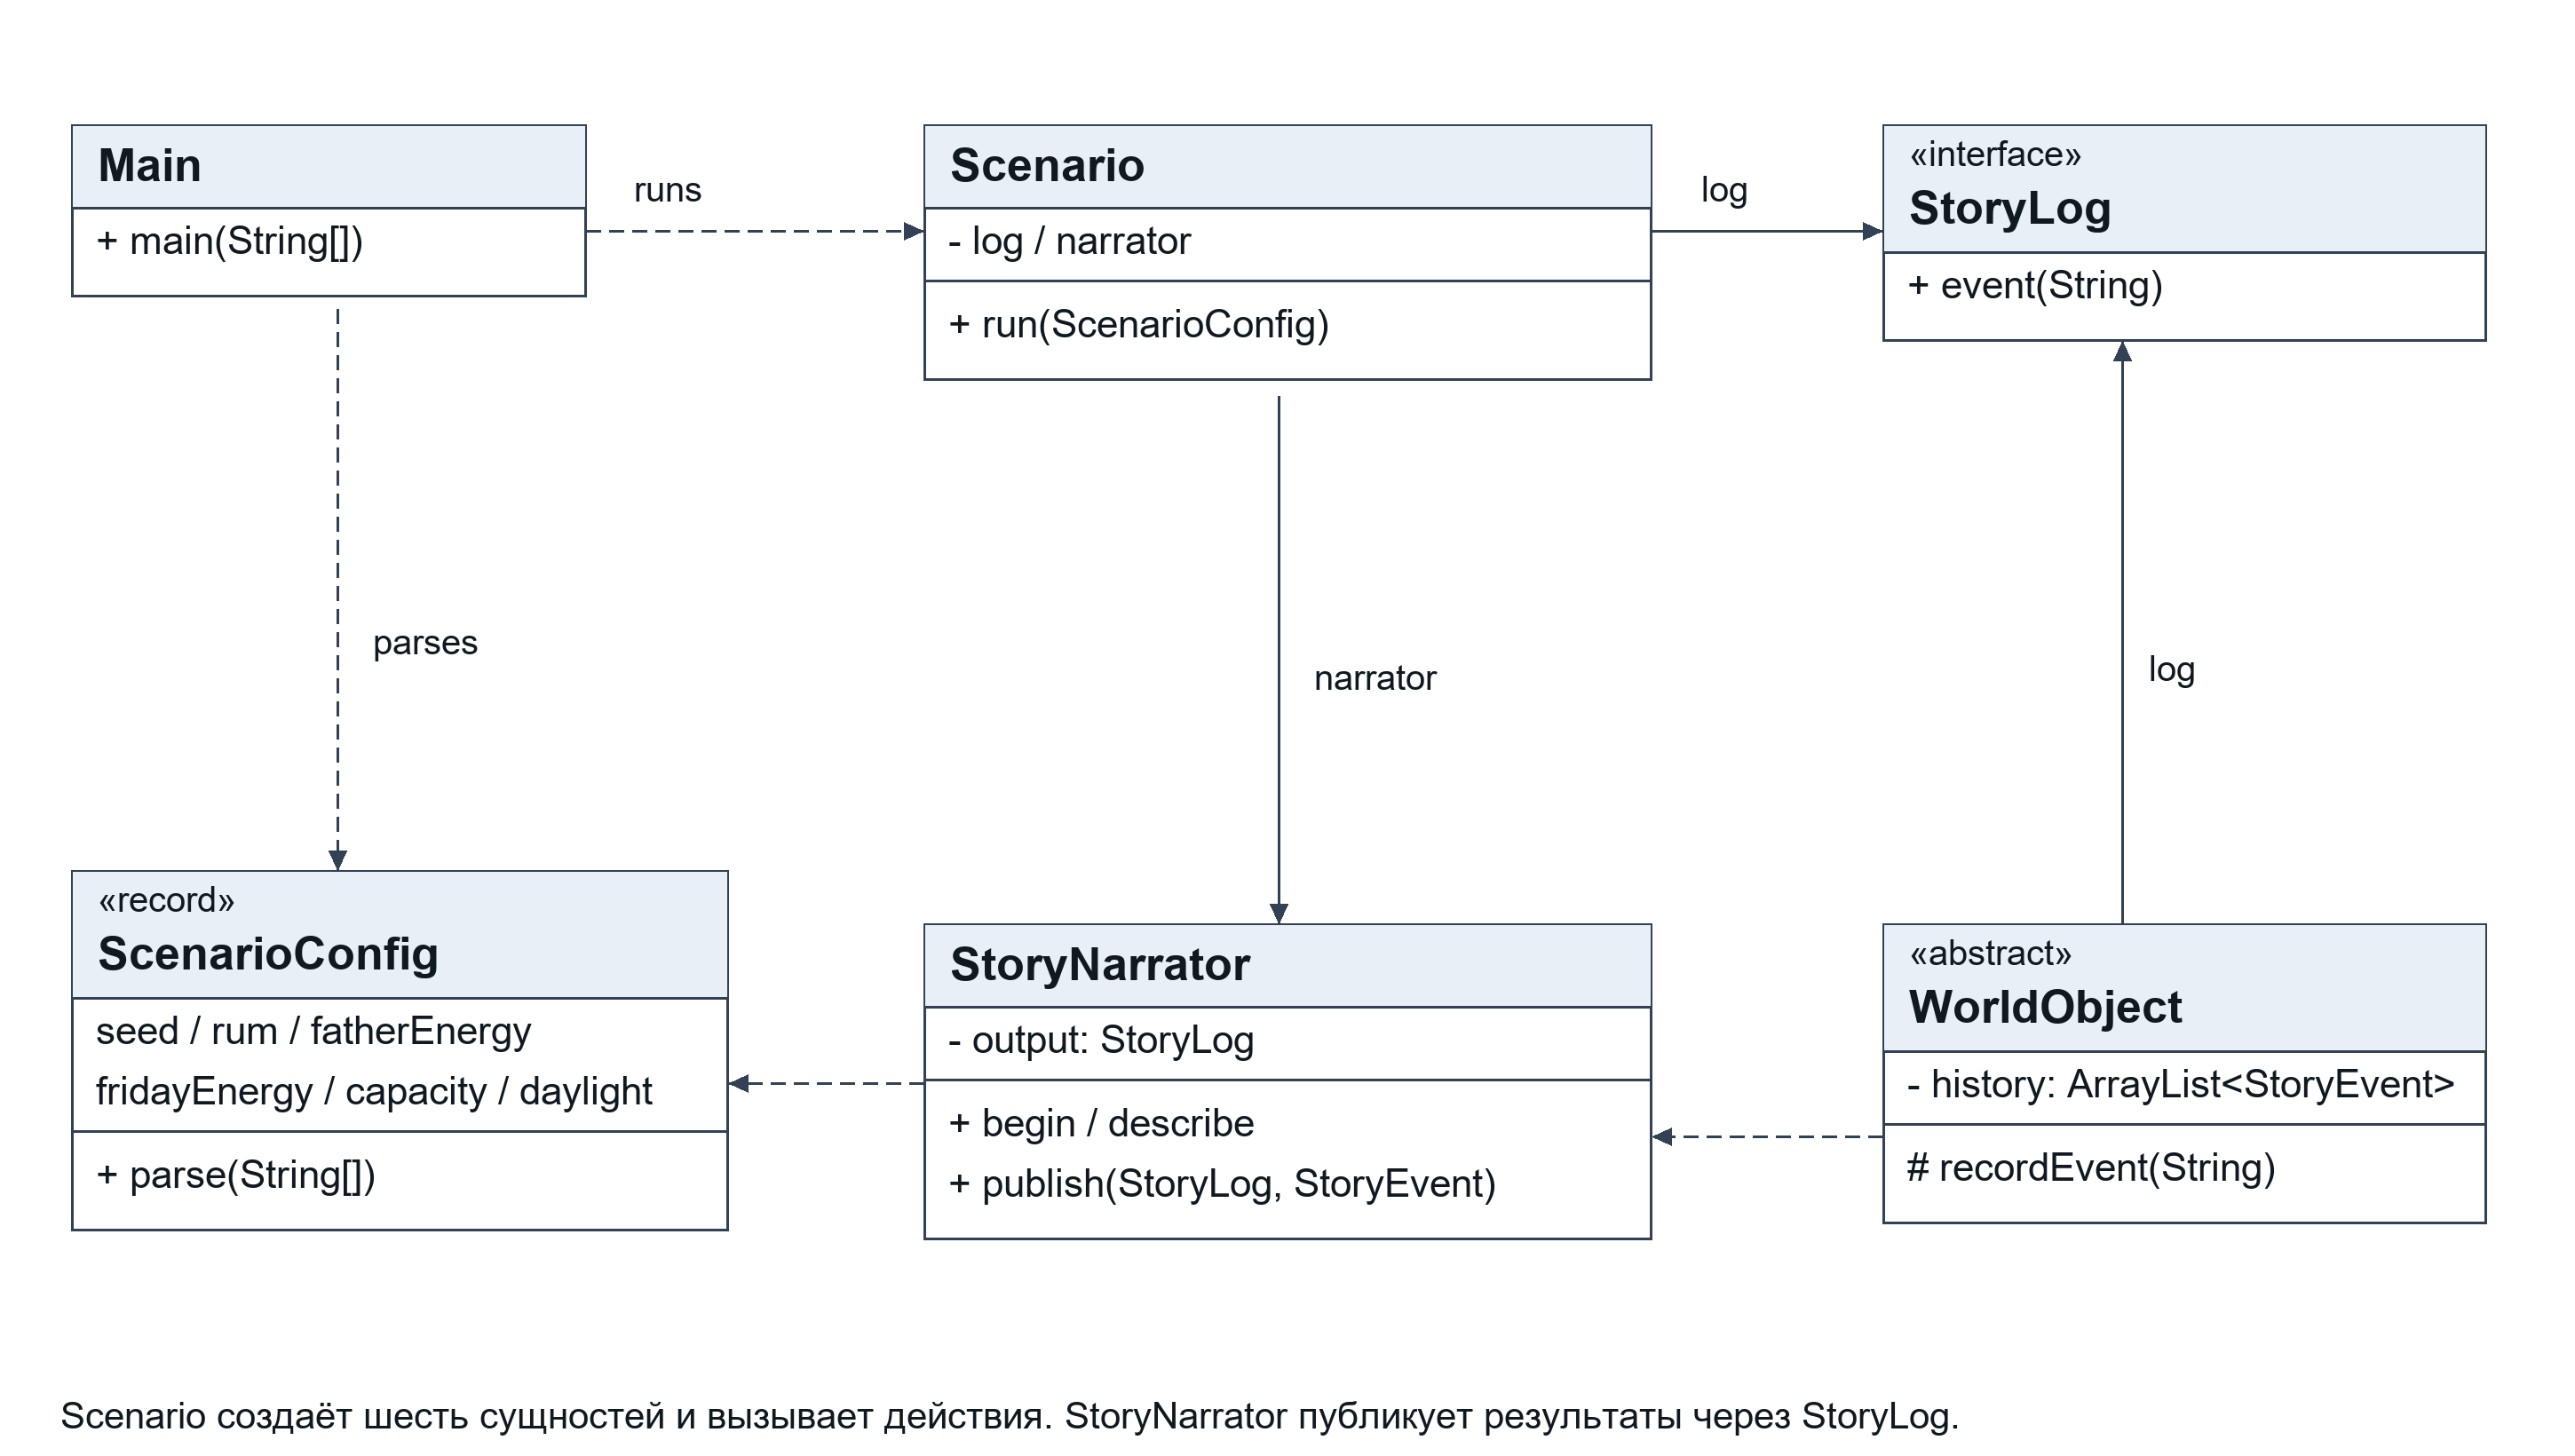 Main
+ main(String[])
runs
Scenario
- log / narrator
+ run(ScenarioConfig)
log
«interface»
StoryLog
+ event(String)
parses
narrator
log
«record»
ScenarioConfig
seed / rum / fatherEnergy
fridayEnergy / capacity / daylight
+ parse(String[])
StoryNarrator
- output: StoryLog
+ begin / describe
+ publish(StoryLog, StoryEvent)
«abstract»
WorldObject
- history: ArrayList<StoryEvent>
# recordEvent(String)
Scenario создаёт шесть сущностей и вызывает действия. StoryNarrator публикует результаты через StoryLog.